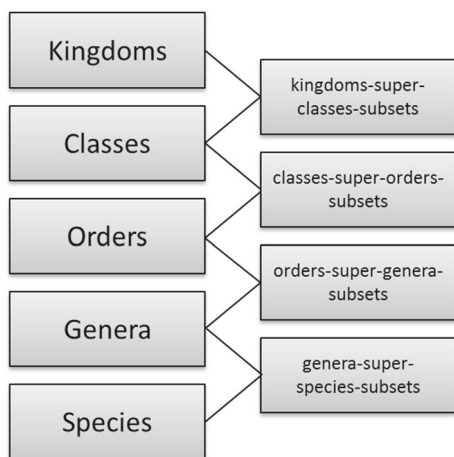 Kingdoms
kingdoms-super-
classes-subsets
Classes
classes-super-orders-
subsets
Orders
orders-super-genera-
subsets
Genera
genera-super-
species-subsets
Species